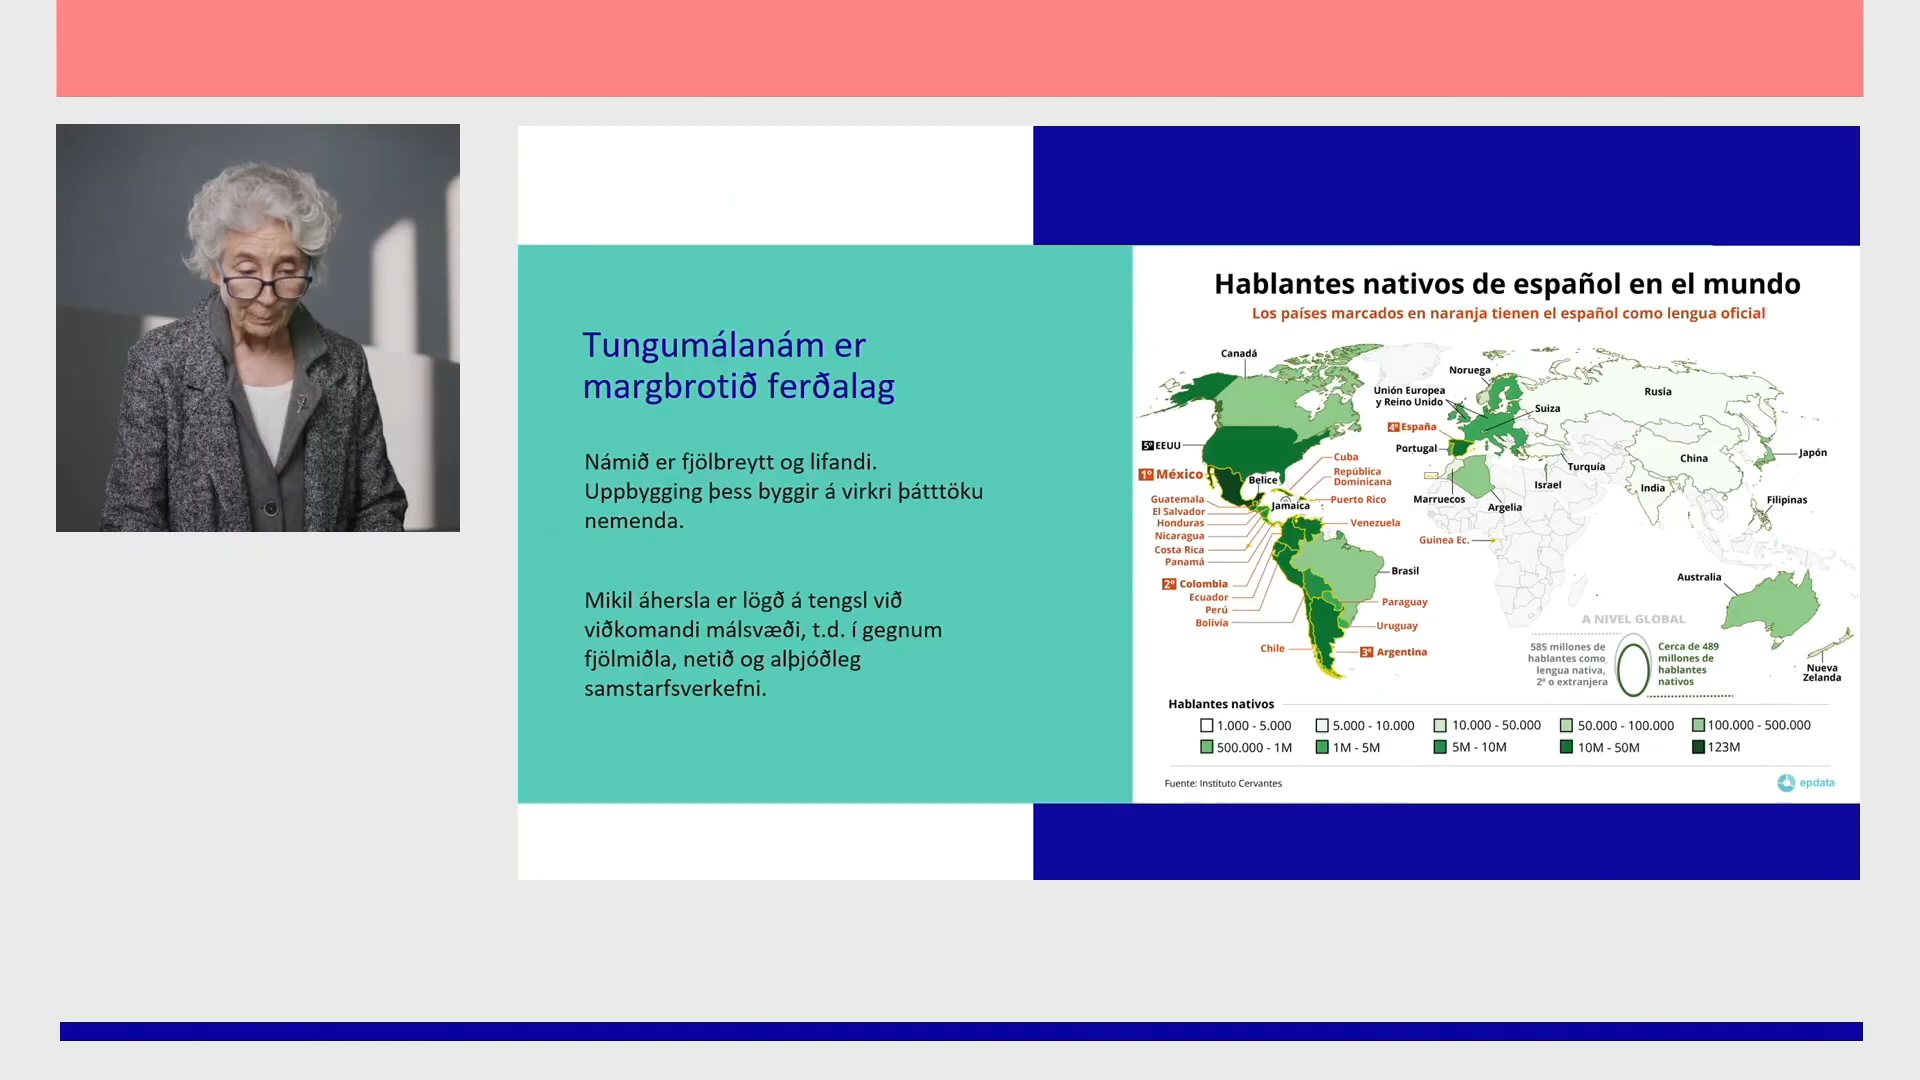 Tungumálanám er
margbrotið ferðalag
Námið er fjölbreytt og lifandi.
Uppbygging þess byggir á virkri þátttöku
nemenda.
Mikil áhersla er lögð á tengsl við
viðkomandi málsvæði, t.d. í gegnum
fjölmiðla, netið og alþjóðleg
samstarfsverkefni.
Hablantes nativos de español en el mundo
Los países marcados en naranja tienen el español como lengua oficial
Canadá
Noruega
Unión Europea
y Reino Unido
Suiza
Rusia
4º España
5º EEUU
Portugal
Cuba
Japón
China
Turquía
1º México
Belice
República
Dominicana
Israel
India
Guatemala
Jamaica
Puerto Rico
Marruecos
Argelia
Filipinas
El Salvador
Honduras
Venezuela
Nicaragua
Guinea Ec.
Costa Rica
Panamá
Brasil
Australia
2º Colombia
Ecuador
Perú
Paraguay
Bolivia
Uruguay
Chile
3º Argentina
Nueva
Zelanda
A NIVEL GLOBAL
585 millones de
hablantes como
lengua nativa,
2ª o extranjera
Cerca de 489
millones de
hablantes
nativos
Hablantes nativos
1.000 - 5.000 5.000 - 10.000 10.000 - 50.000 50.000 - 100.000 100.000 - 500.000
500.000 - 1M 1M - 5M 5M - 10M 10M - 50M 123M
Fuente: Instituto Cervantes
epdata